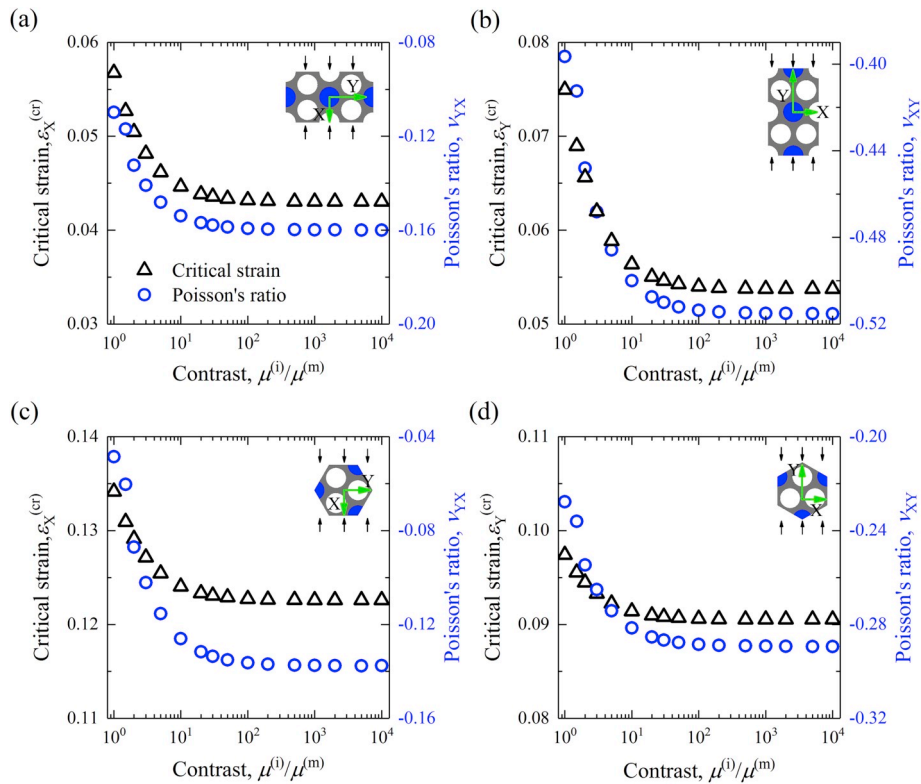 (a)
0.06
0.05
0.04
0.03
Critical strain, ε_X^(cr)
-0.08
-0.12
-0.16
-0.20
Poisson's ratio, ν_YX
Y
X
Critical strain
Poisson's ratio
10^0 10^1 10^2 10^3 10^4
Contrast, μ^(i)/μ^(m)
(b)
0.08
0.07
0.06
0.05
Critical strain, ε_Y^(cr)
-0.40
-0.44
-0.48
-0.52
Poisson's ratio, ν_XY
Y
X
10^0 10^1 10^2 10^3 10^4
Contrast, μ^(i)/μ^(m)
(c)
0.14
0.13
0.12
0.11
Critical strain, ε_X^(cr)
-0.04
-0.08
-0.12
-0.16
Poisson's ratio, ν_YX
Y
X
10^0 10^1 10^2 10^3 10^4
Contrast, μ^(i)/μ^(m)
(d)
0.11
0.10
0.09
0.08
Critical strain, ε_Y^(cr)
-0.20
-0.24
-0.28
-0.32
Poisson's ratio, ν_XY
Y
X
10^0 10^1 10^2 10^3 10^4
Contrast, μ^(i)/μ^(m)